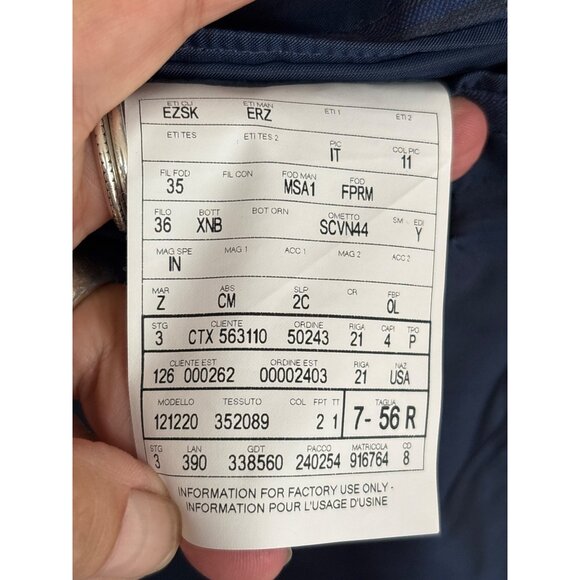 ETI CLI ETI MAN ETI 1 ETI 2
EZSK ERZ
ETI TES ETI TES 2 PIC COL PIC
IT 11
FIL FOD FIL CON FOD MAN FOD
35 MSA1 FPRM
FILO BOTT BOT ORN OMETTO SM EDI
36 XNB SCVN44 Y
MAG SPE MAG 1 ACC 1 MAG 2 ACC 2
IN
MAR ABS SLP CR FBP
Z CM 2C OL
STG CLIENTE ORDINE RIGA CAPI TPO
3 CTX 563110 50243 21 4 P
CLIENTE EST ORDINE EST RIGA NAZ
126 000262 00002403 21 USA
MODELLO TESSUTO COL FPT TT TAGLIA
121220 352089 2 1 7- 56 R
STG LAN GDT PACCO MATRICOLA CD
3 390 338560 240254 916764 8
INFORMATION FOR FACTORY USE ONLY -
INFORMATION POUR L'USAGE D'USINE